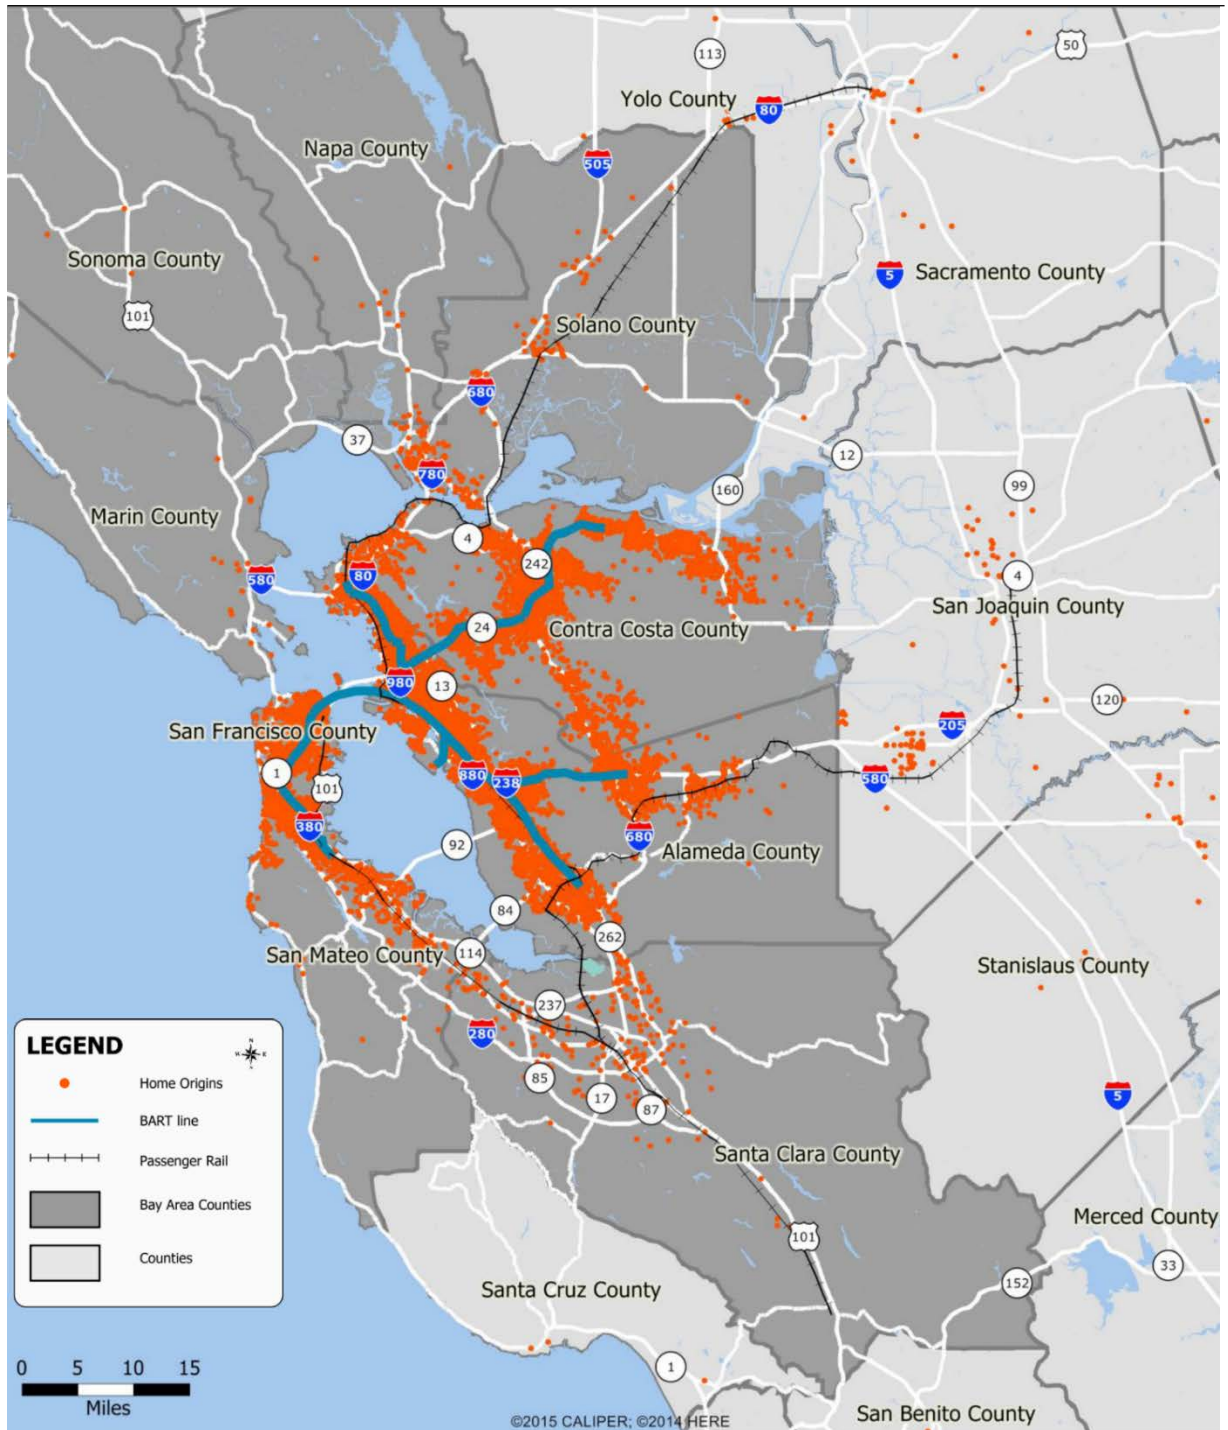 113
50
Yolo County
80
Napa County
505
Sonoma County
5
Sacramento County
101
Solano County
680
37
12
780
160
99
Marin County
4
242
580
80
4
San Joaquin County
24
Contra Costa County
980
13
120
San Francisco County
205
1
101
880
238
580
380
680
92
Alameda County
84
262
San Mateo County
114
Stanislaus County
237
280
LEGEND
N
W
E
S
Home Origins
85
5
17
87
BART line
Santa Clara County
Passenger Rail
Bay Area Counties
Merced County
101
Counties
33
152
Santa Cruz County
0 5 10 15
Miles
1
©2015 CALIPER; ©2014 HERE
San Benito County